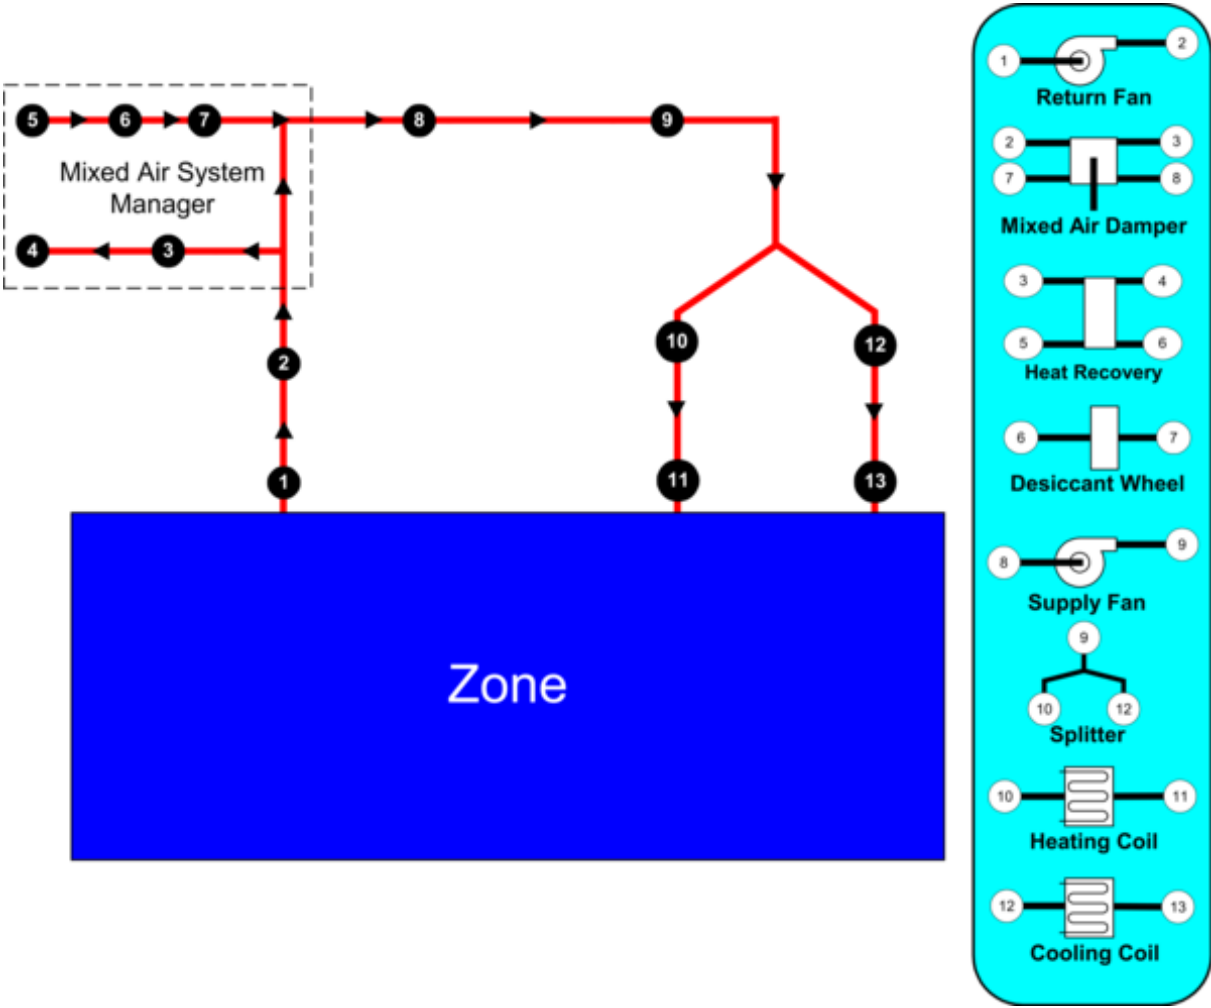 5 6 7 8 9
Mixed Air System
Manager
4 3
10 12
2
11 13
1
Zone
1 2
Return Fan
2 3
7 8
Mixed Air Damper
3 4
5 6
Heat Recovery
6 7
Desiccant Wheel
8 9
Supply Fan
9
10 12
Splitter
10 11
Heating Coil
12 13
Cooling Coil